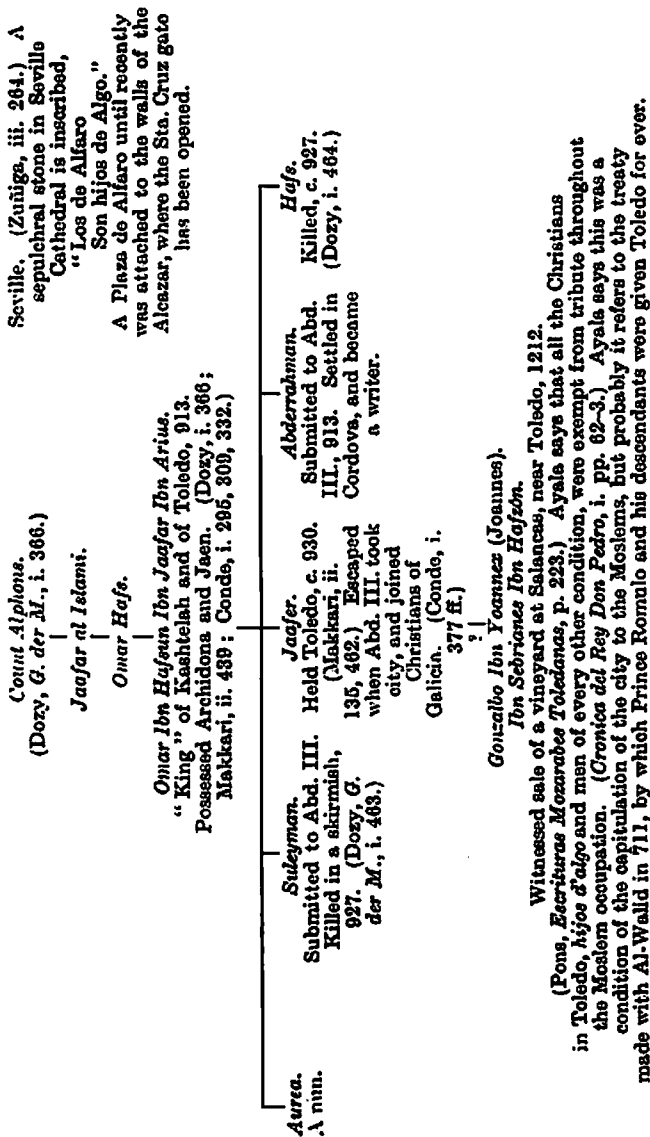 Count Alphons.
(Dozy, G. der M., i. 366.)
Jaafar al Islami.
Omar Hafs.
Omar Ibn Hafsun Ibn Jaafar Ibn Arius.
"King" of Kashtelah and of Toledo, 913.
Possessed Archidona and Jaen. (Dozy, i. 366;
Makkari, ii. 439; Conde, i. 295, 309, 332.)
Seville. (Zuñiga, iii. 264.) A
sepulchral stone in Seville
Cathedral is inscribed,
"Los de Alfaro
Son hijos de Algo."
A Plaza de Alfaro until recently
was attached to the walls of the
Alcazar, where the Sta. Cruz gate
has been opened.
Aurea.
A nun.
Suleyman.
Submitted to Abd. III.
Killed in a skirmish,
927. (Dozy, G.
der M., i. 463.)
Jaafer.
Held Toledo, c. 930.
(Makkari, ii.
135, 462.) Escaped
when Abd. III. took
city, and joined
Christians of
Galicia. (Conde, i.
377 ff.)
Abderrahman.
Submitted to Abd.
III., 913. Settled in
Cordova, and became
a writer.
Hafs.
Killed, c. 927.
(Dozy, i. 464.)
?
Gonzalbo Ibn Yoannez (Joannes).
Ibn Sebrianes Ibn Hafzón.
Witnessed sale of a vineyard at Salancas, near Toledo, 1212.
(Pons, Escrituras Mozarabes Toledanas, p. 223.) Ayala says that all the Christians
in Toledo, hijos d'algo and men of every other condition, were exempt from tribute throughout
the Moslem occupation. (Cronica del Rey Don Pedro, i. pp. 62–3.) Ayala says this was a
condition of the capitulation of the city to the Moslems, but probably it refers to the treaty
made with Al-Walid in 711, by which Prince Romulo and his descendants were given Toledo for ever.